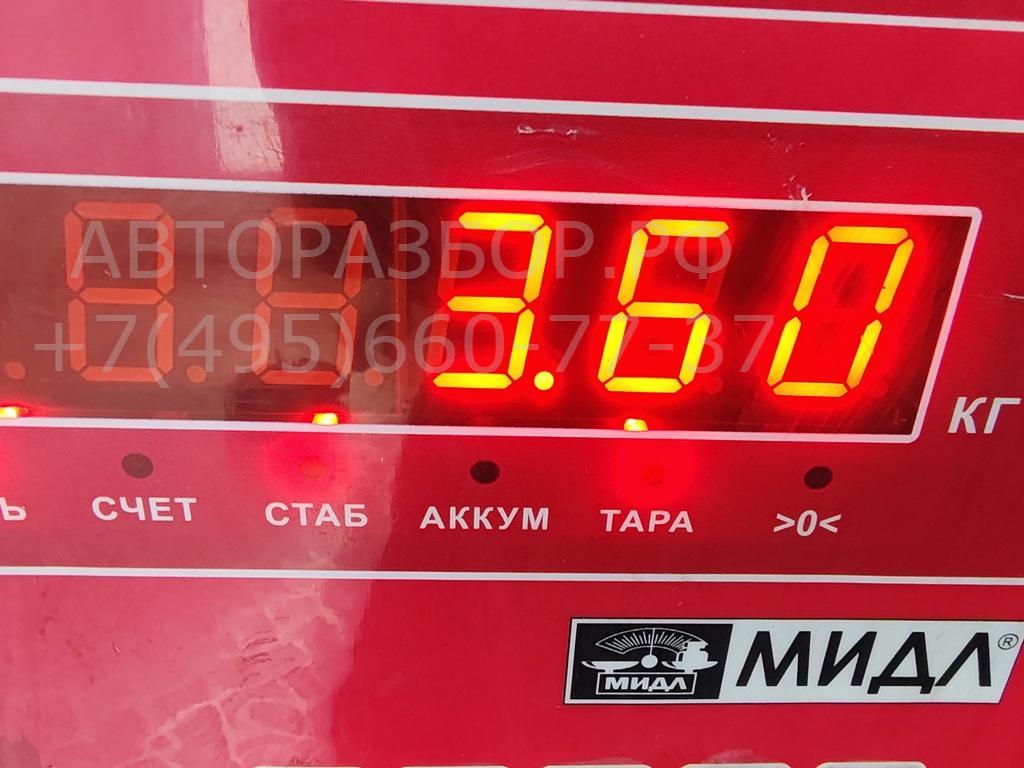 АВТОРАЗБОР.РФ
+7(495)660-77-37
3.60
КГ
Ь СЧЕТ СТАБ АККУМ ТАРА >0<
МИДЛ МИДЛ®